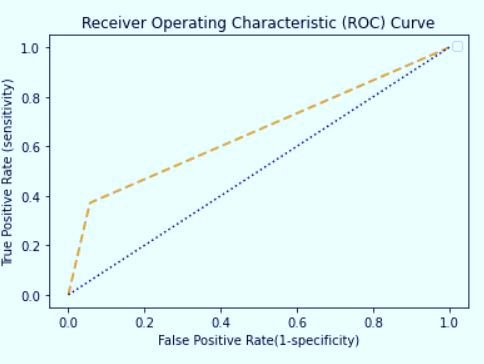 Receiver Operating Characteristic (ROC) Curve
True Positive Rate (sensitivity)
1.0
0.8
0.6
0.4
0.2
0.0
0.0 0.2 0.4 0.6 0.8 1.0
False Positive Rate(1-specificity)